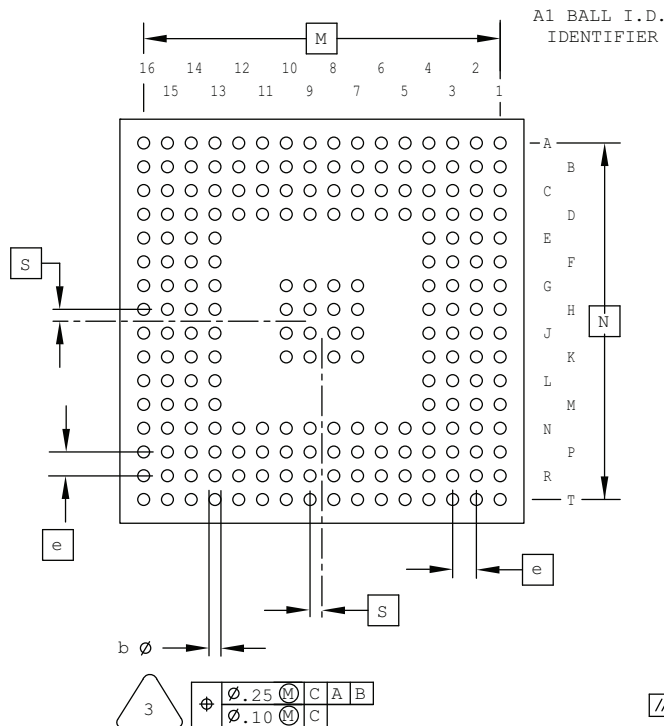 A1 BALL I.D.
IDENTIFIER
M
16 14 12 10 8 6 4 2
15 13 11 9 7 5 3 1
A
B
C
D
E
S
F
G
H
N
J
K
L
M
N
P
R
T
e
e
S
b Ø
3
⌖ Ø.25 Ⓜ C A B
Ø.10 Ⓜ C
//